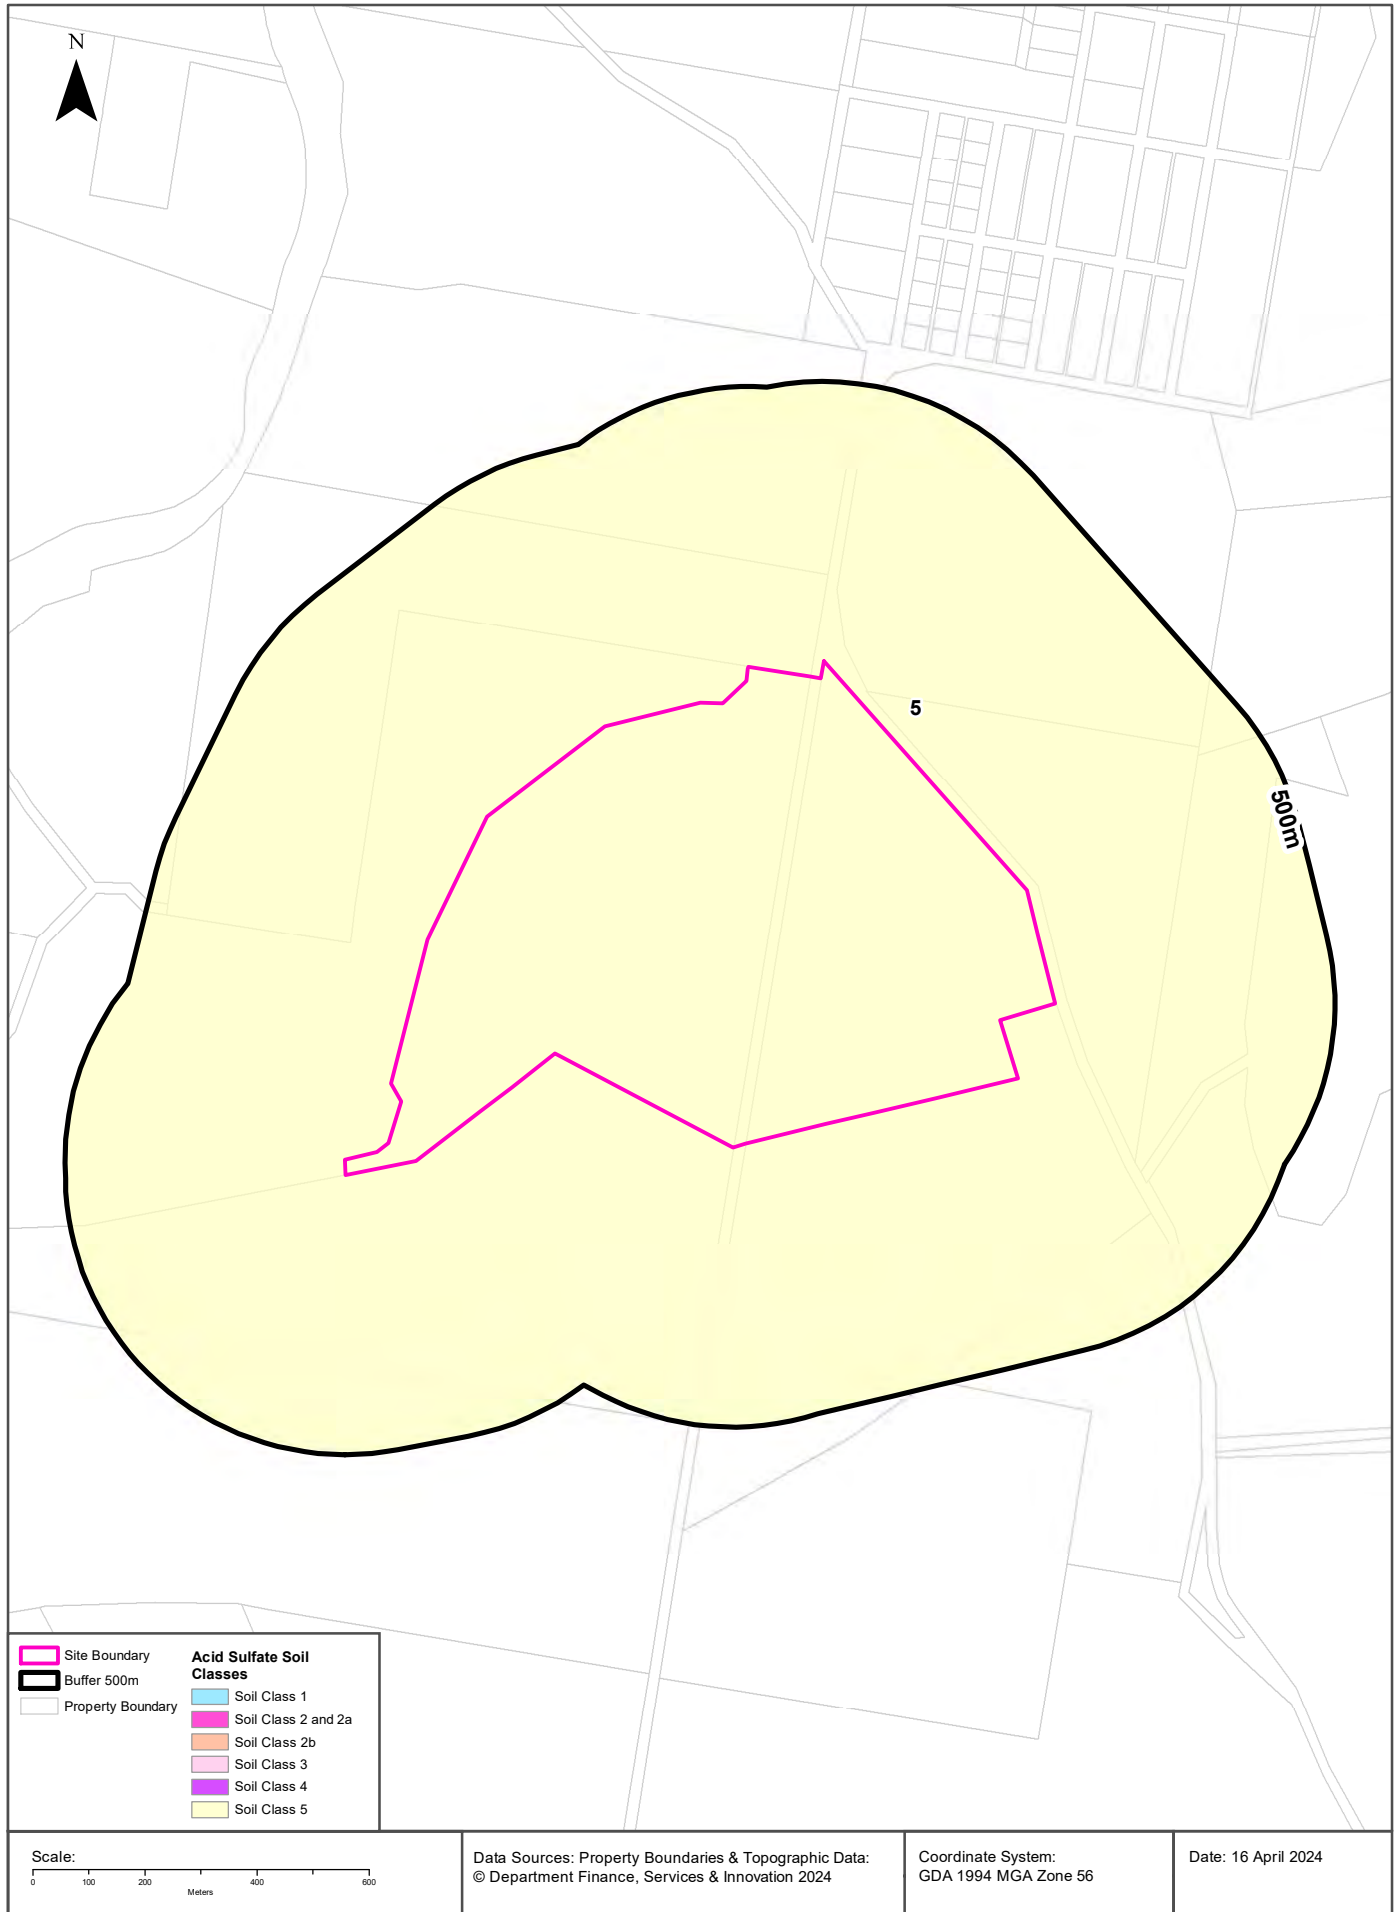 N
5
500m
Site Boundary
Buffer 500m
Property Boundary
Acid Sulfate Soil
Classes
Soil Class 1
Soil Class 2 and 2a
Soil Class 2b
Soil Class 3
Soil Class 4
Soil Class 5
Scale:
0 100 200 400 600
Meters
Data Sources: Property Boundaries & Topographic Data:
© Department Finance, Services & Innovation 2024
Coordinate System:
GDA 1994 MGA Zone 56
Date: 16 April 2024